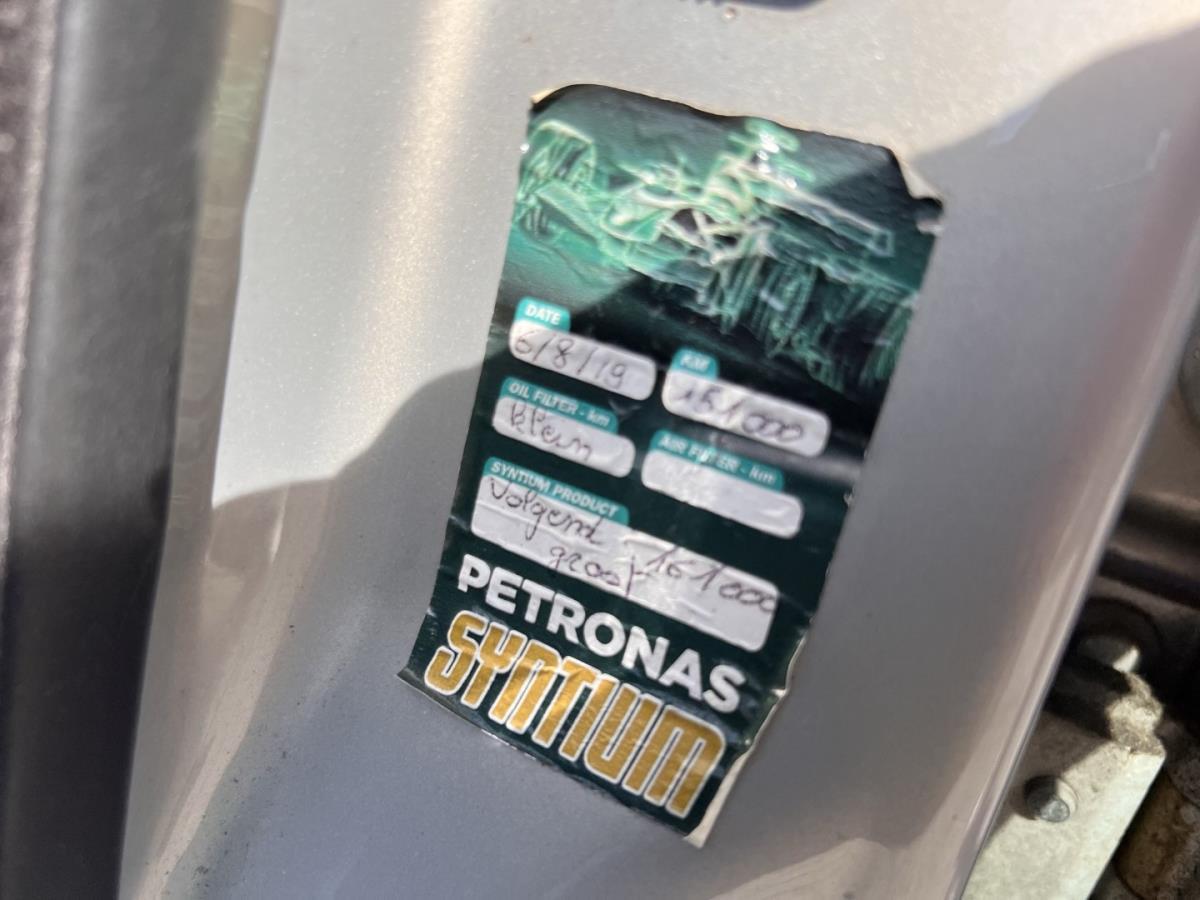 DATE
6/8/19
KM
151000
OIL FILTER - km
klein
AIR FILTER - km
SYNTIUM PRODUCT
Volgend 161000
groot
PETRONAS
SYNTIUM